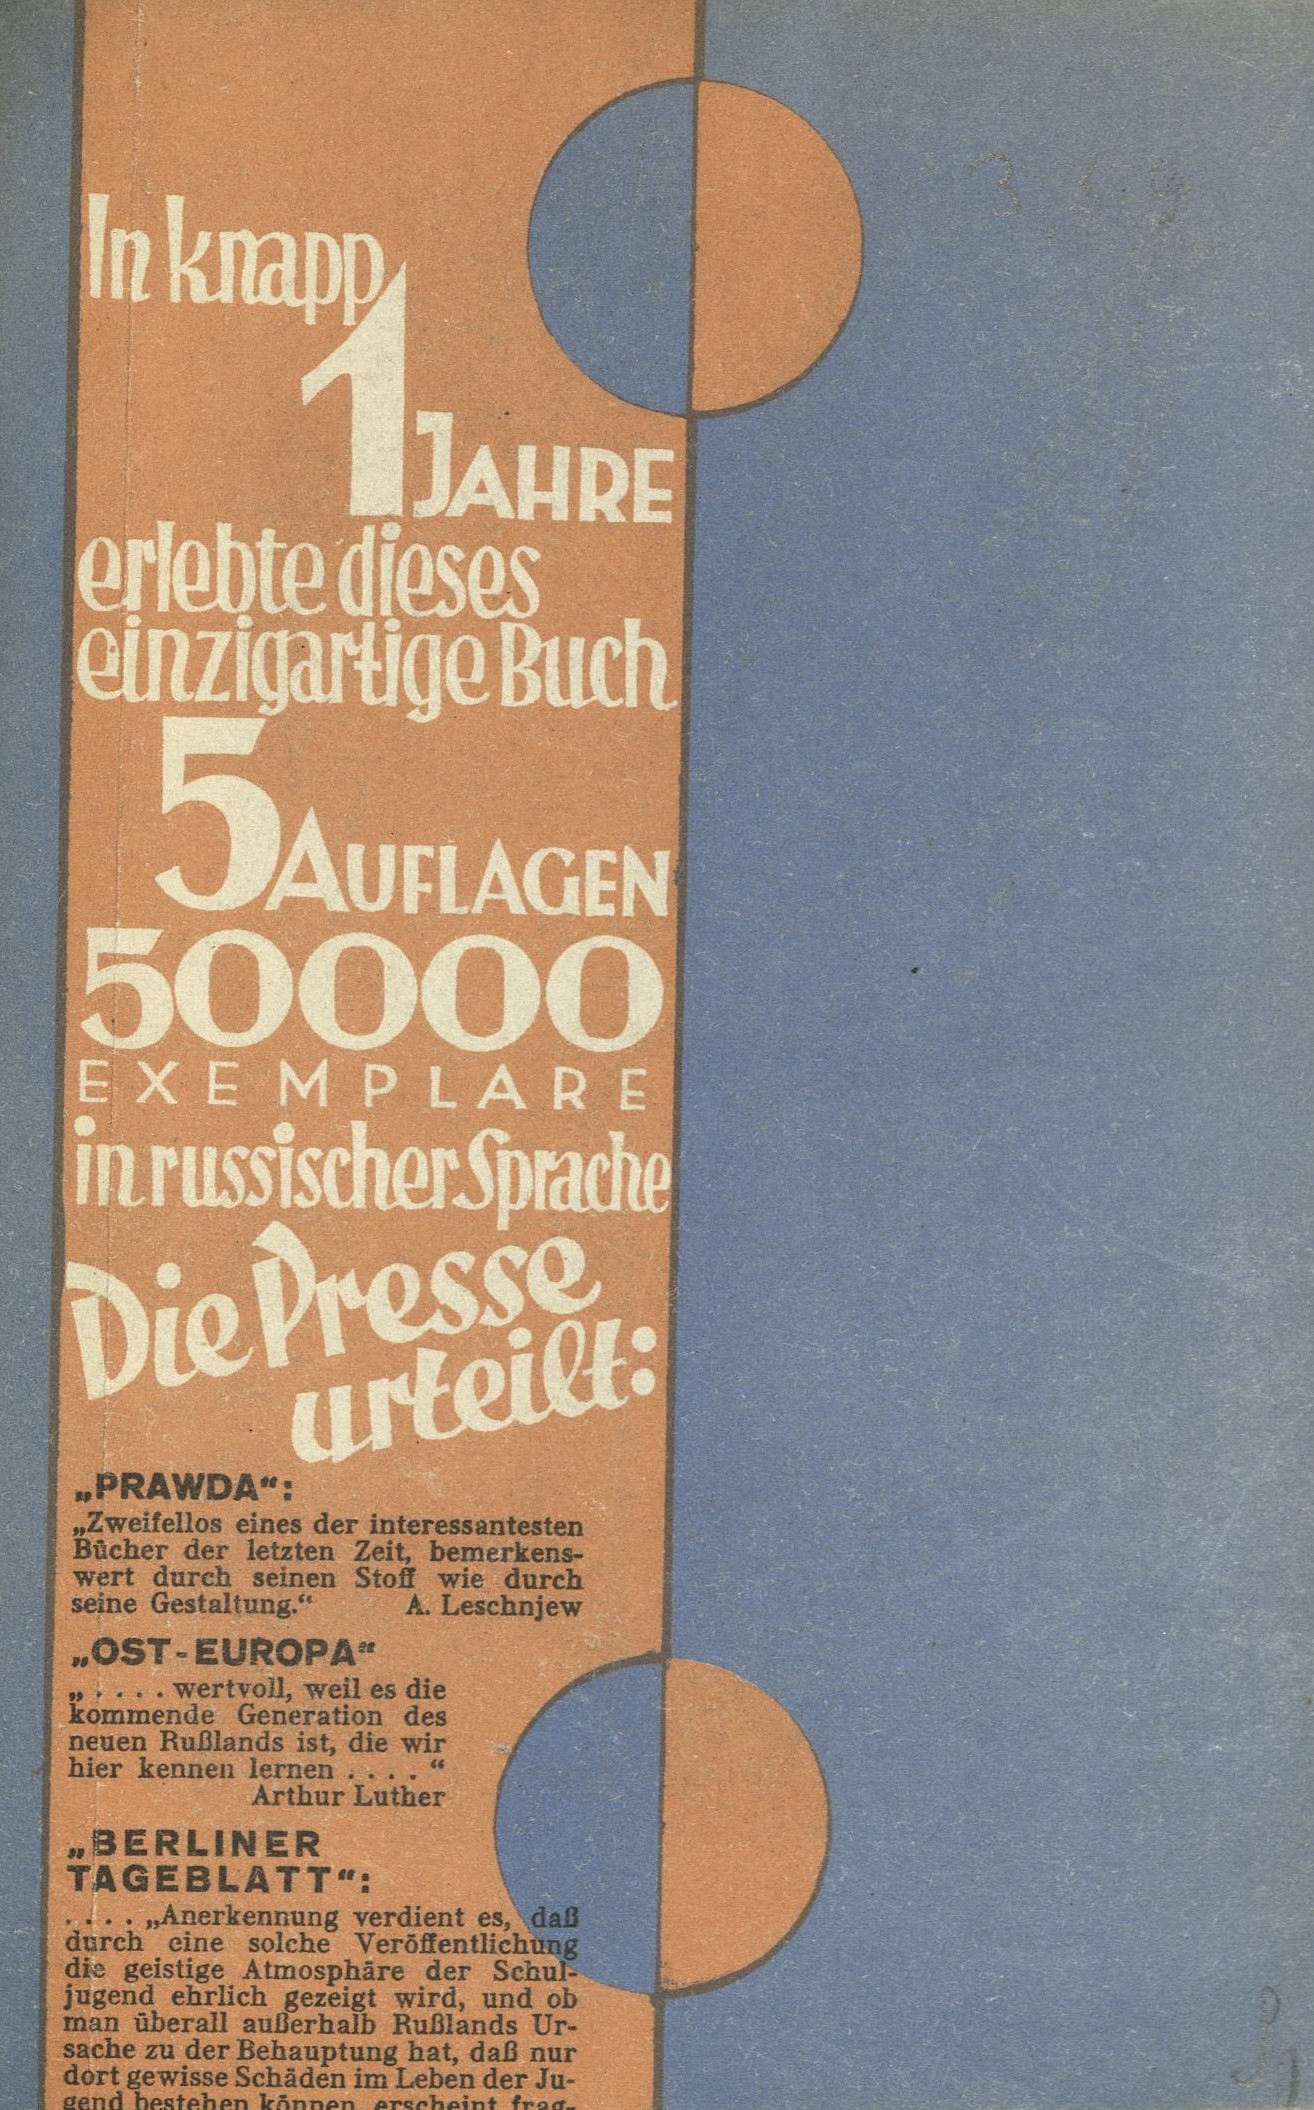 In knapp
1 JAHRE
erlebte dieses
einzigartige Buch
5 AUFLAGEN
50000
EXEMPLARE
in russischer Sprache
Die Presse
urteilt:
„PRAWDA“:
„Zweifellos eines der interessantesten
Bücher der letzten Zeit, bemerkens-
wert durch seinen Stoff wie durch
seine Gestaltung.“ A. Leschnjew
„OST-EUROPA“
„ . . . . wertvoll, weil es die
kommende Generation des
neuen Rußlands ist, die wir
hier kennen lernen . . . . “
Arthur Luther
„BERLINER
TAGEBLATT“:
. . . . „Anerkennung verdient es, daß
durch eine solche Veröffentlichung
die geistige Atmosphäre der Schul-
jugend ehrlich gezeigt wird, und ob
man überall außerhalb Rußlands Ur-
sache zu der Behauptung hat, daß nur
dort gewisse Schäden im Leben der Ju-
gend bestehen können, erscheint frag-